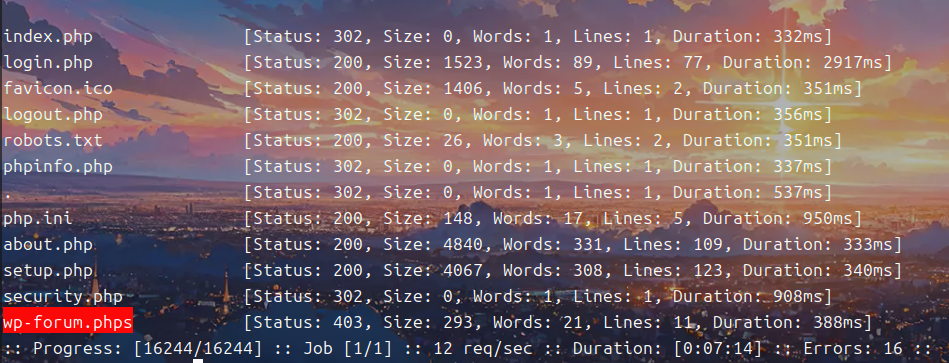 index.php [Status: 302, Size: 0, Words: 1, Lines: 1, Duration: 332ms]
login.php [Status: 200, Size: 1523, Words: 89, Lines: 77, Duration: 2917ms]
favicon.ico [Status: 200, Size: 1406, Words: 5, Lines: 2, Duration: 351ms]
logout.php [Status: 302, Size: 0, Words: 1, Lines: 1, Duration: 356ms]
robots.txt [Status: 200, Size: 26, Words: 3, Lines: 2, Duration: 351ms]
phpinfo.php [Status: 302, Size: 0, Words: 1, Lines: 1, Duration: 337ms]
. [Status: 302, Size: 0, Words: 1, Lines: 1, Duration: 537ms]
php.ini [Status: 200, Size: 148, Words: 17, Lines: 5, Duration: 950ms]
about.php [Status: 200, Size: 4840, Words: 331, Lines: 109, Duration: 333ms]
setup.php [Status: 200, Size: 4067, Words: 308, Lines: 123, Duration: 340ms]
security.php [Status: 302, Size: 0, Words: 1, Lines: 1, Duration: 908ms]
wp-forum.phps [Status: 403, Size: 293, Words: 21, Lines: 11, Duration: 388ms]
:: Progress: [16244/16244] :: Job [1/1] :: 12 req/sec :: Duration: [0:07:14] :: Errors: 16 ::